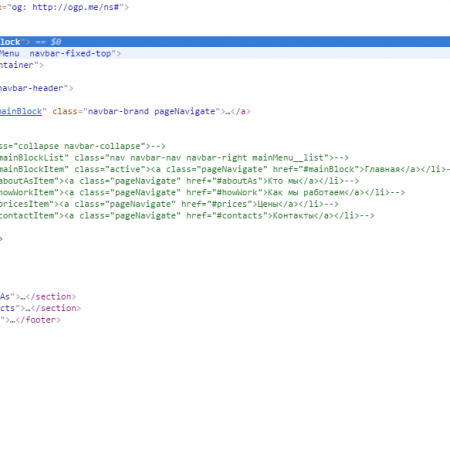 ="og: http://ogp.me/ns#">
lock"> == $0
Menu  navbar-fixed-top">
ntainer">
navbar-header">
mainBlock" class="navbar-brand pageNavigate">…</a>
ss="collapse navbar-collapse">-->
mainBlockList" class="nav navbar-nav navbar-right mainMenu__list">-->
mainBlockItem" class="active"><a class="pageNavigate" href="#mainBlock">Главная</a></li>-
aboutAsItem"><a class="pageNavigate" href="#aboutAs">Кто мы</a></li>-->
howWorkItem"><a class="pageNavigate" href="#howWork">Как мы работаем</a></li>-->
pricesItem"><a class="pageNavigate" href="#prices">Цены</a></li>-->
contactItem"><a class="pageNavigate" href="#contacts">Контакты</a></li>-->
>
As">…</section>
cts">…</section>
">…</footer>